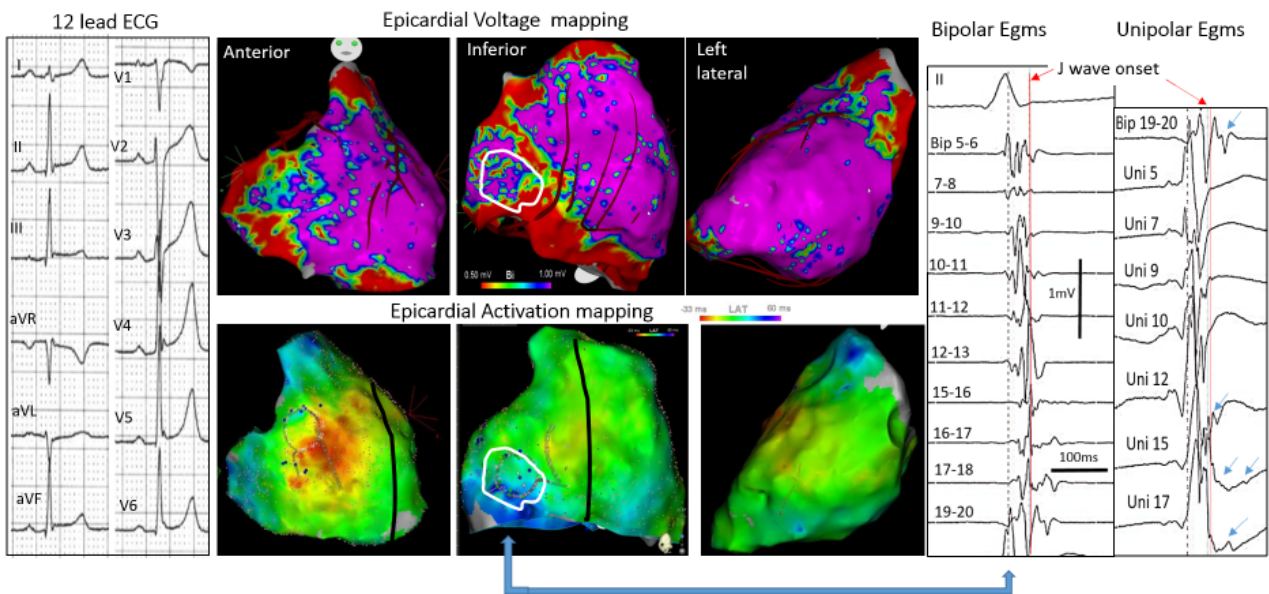 12 lead ECG
Epicardial Voltage mapping
Bipolar Egms
Unipolar Egms
I
II
III
aVR
aVL
aVF
V1
V2
V3
V4
V5
V6
Anterior
Inferior
Left
lateral
0.50 mV Bi 1.00 mV
Epicardial Activation mapping
-33 ms LAT 60 ms
LAT
J wave onset
II
Bip 5-6
7-8
9-10
10-11
11-12
12-13
15-16
16-17
17-18
19-20
1mV
100ms
Bip 19-20
Uni 5
Uni 7
Uni 9
Uni 10
Uni 12
Uni 15
Uni 17